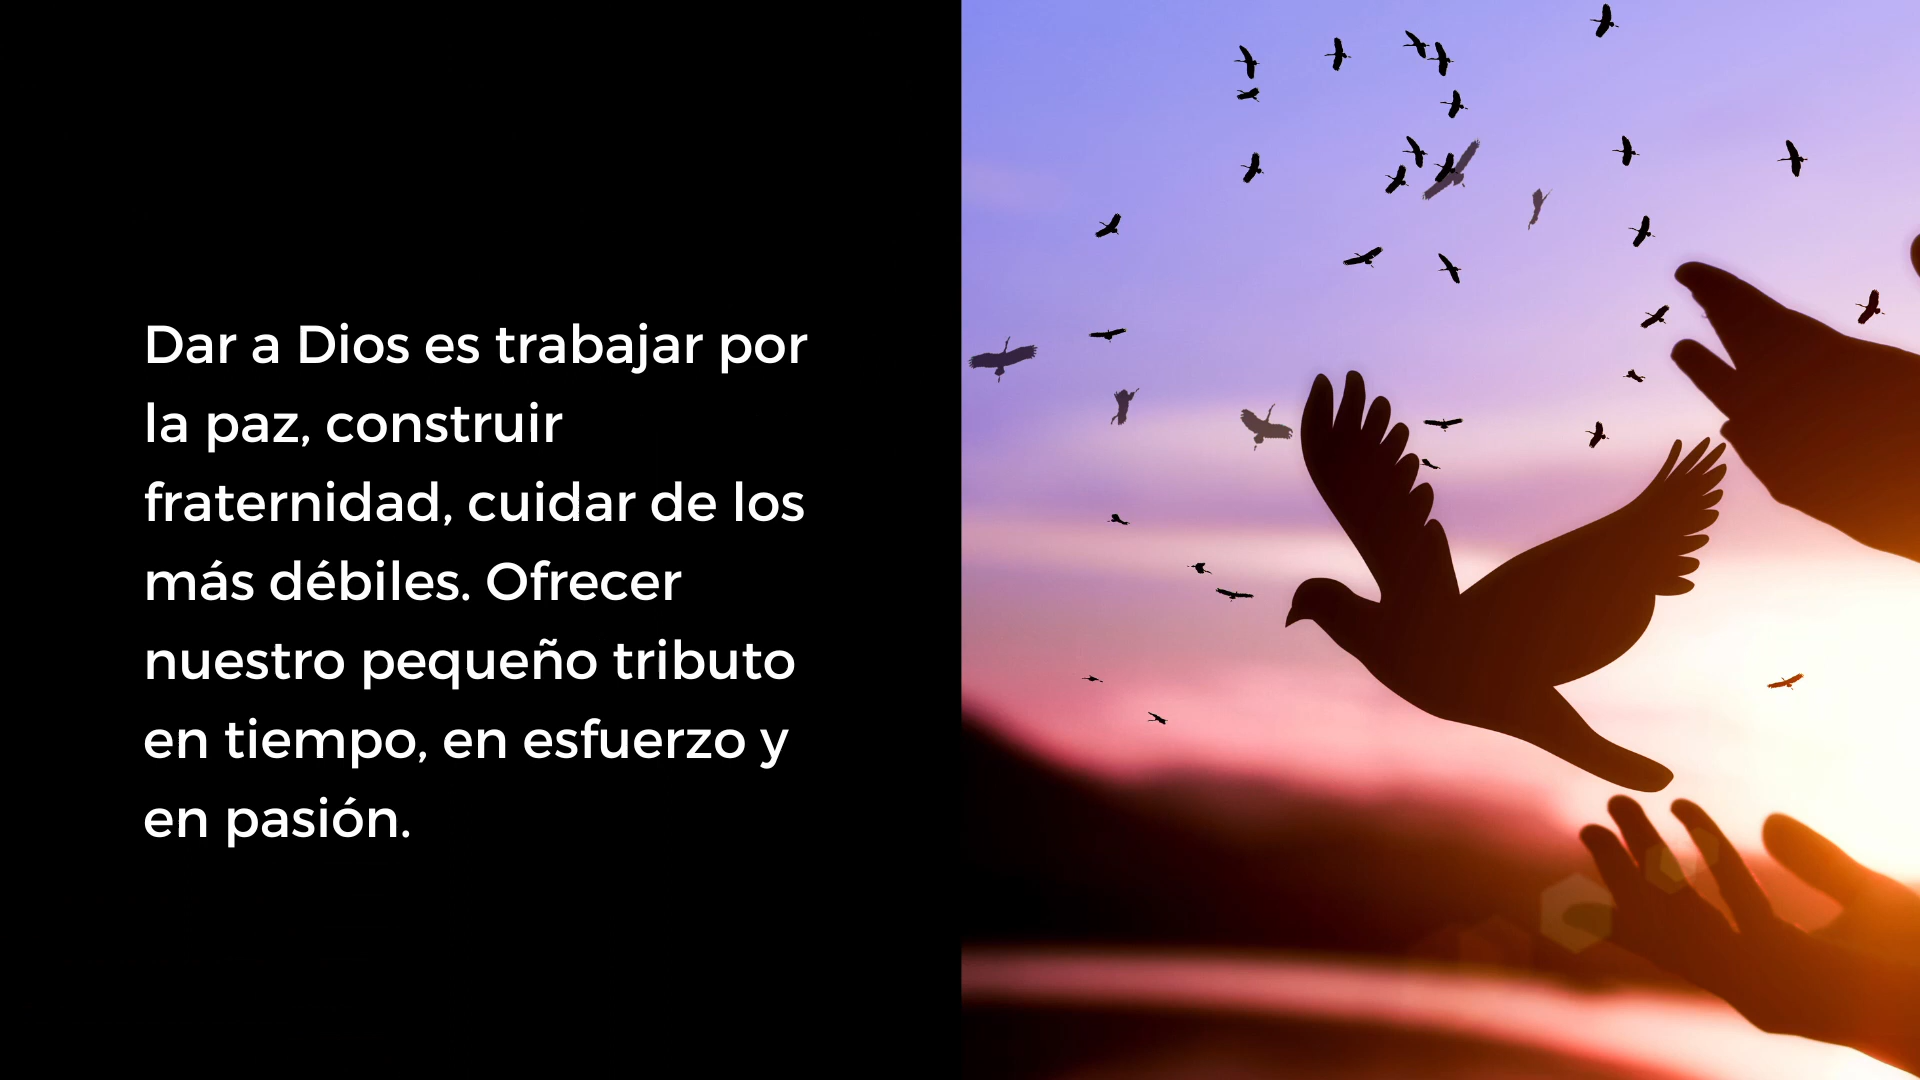 Dar a Dios es trabajar por
la paz, construir
fraternidad, cuidar de los
más débiles. Ofrecer
nuestro pequeño tributo
en tiempo, en esfuerzo y
en pasión.